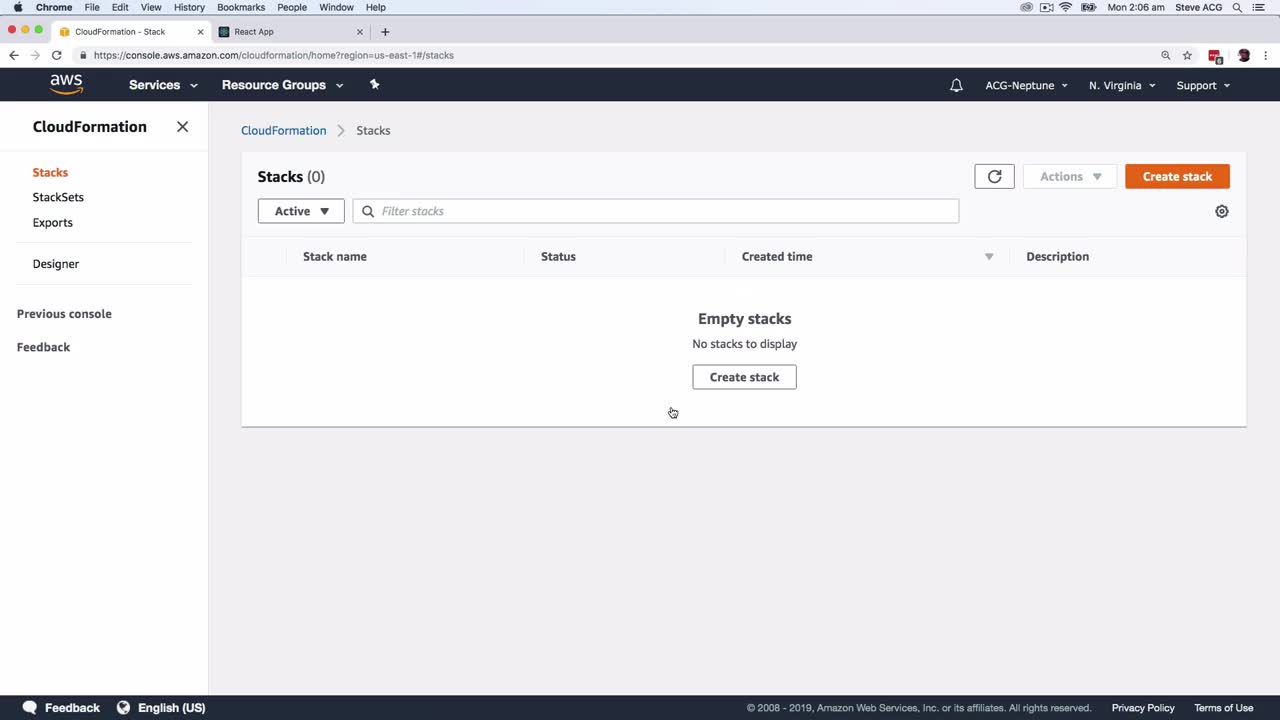 Chrome File Edit View History Bookmarks People Window Help Mon 2:06 am Steve ACG
CloudFormation - Stack React App
https://console.aws.amazon.com/cloudformation/home?region=us-east-1#/stacks
aws Services Resource Groups ACG-Neptune N. Virginia Support
CloudFormation
Stacks
StackSets
Exports
Designer
Previous console
Feedback
CloudFormation > Stacks
Stacks (0) Actions Create stack
Active Filter stacks
Stack name Status Created time Description
Empty stacks
No stacks to display
Create stack
Feedback English (US) © 2008 - 2019, Amazon Web Services, Inc. or its affiliates. All rights reserved. Privacy Policy Terms of Use